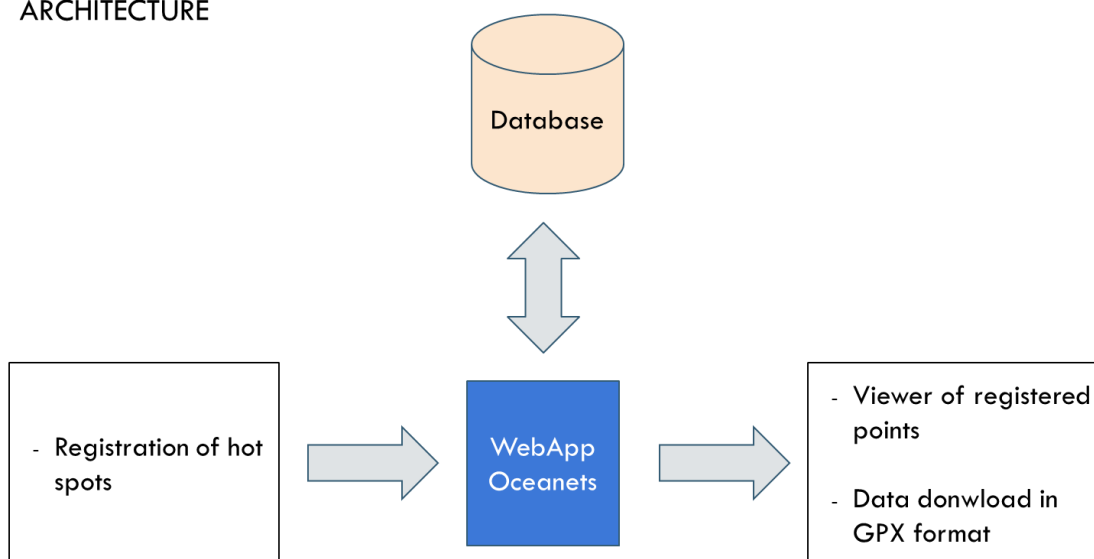 ARCHITECTURE
Database
- Registration of hot
spots
WebApp
Oceanets
- Viewer of registered
points
- Data donwload in
GPX format